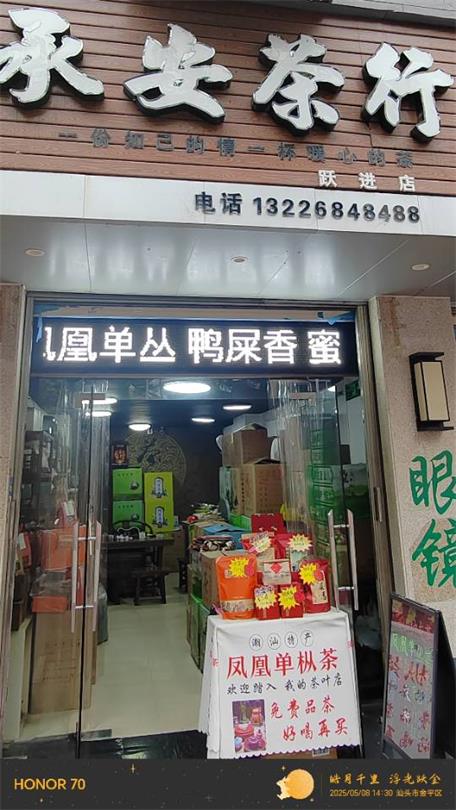 承安茶行
一份知己的情一杯暖心的茶
跃进店
电话 13226848488
凤凰单丛 鸭屎香 蜜
眼镜
潮汕特产
凤凰单枞茶
欢迎踏入 我的茶叶店
免费品茶
好喝再买
凤凰单
HONOR 70
皓月千里 浮光跃金
2025/05/08 14:30 汕头市金平区